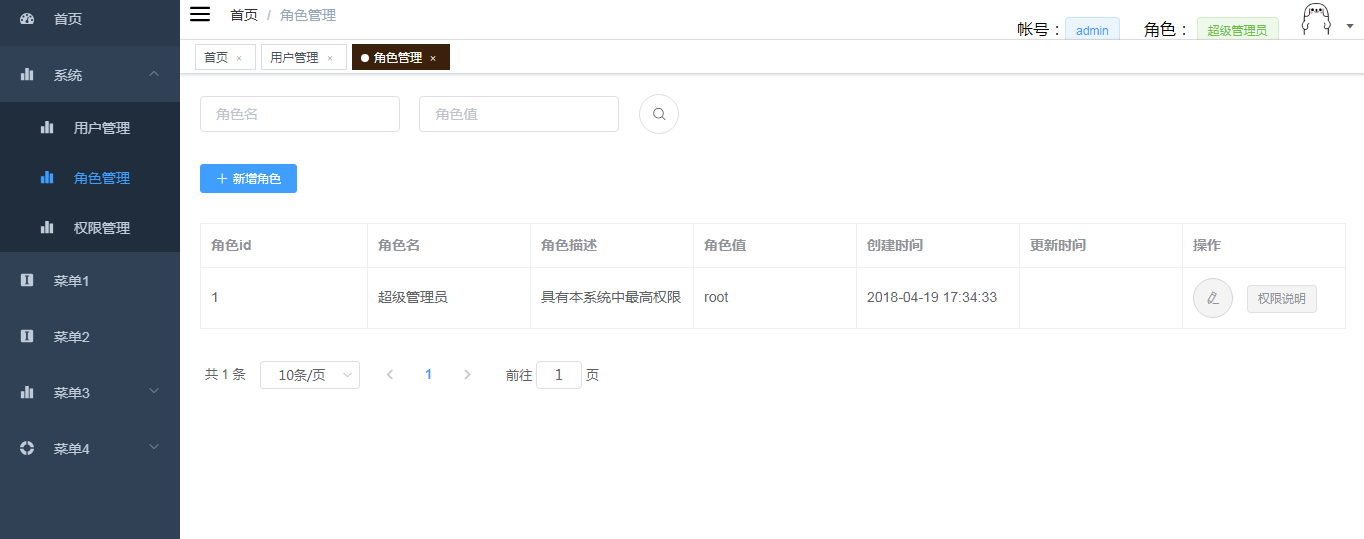 首页
系统
用户管理
角色管理
权限管理
菜单1
菜单2
菜单3
菜单4
首页 / 角色管理
帐号： admin 角色： 超级管理员
首页 × 用户管理 × 角色管理 ×
角色名 角色值
+ 新增角色
角色id 角色名 角色描述 角色值 创建时间 更新时间 操作
1 超级管理员 具有本系统中最高权限 root 2018-04-19 17:34:33 权限说明
共 1 条 10条/页 < 1 > 前往 1 页